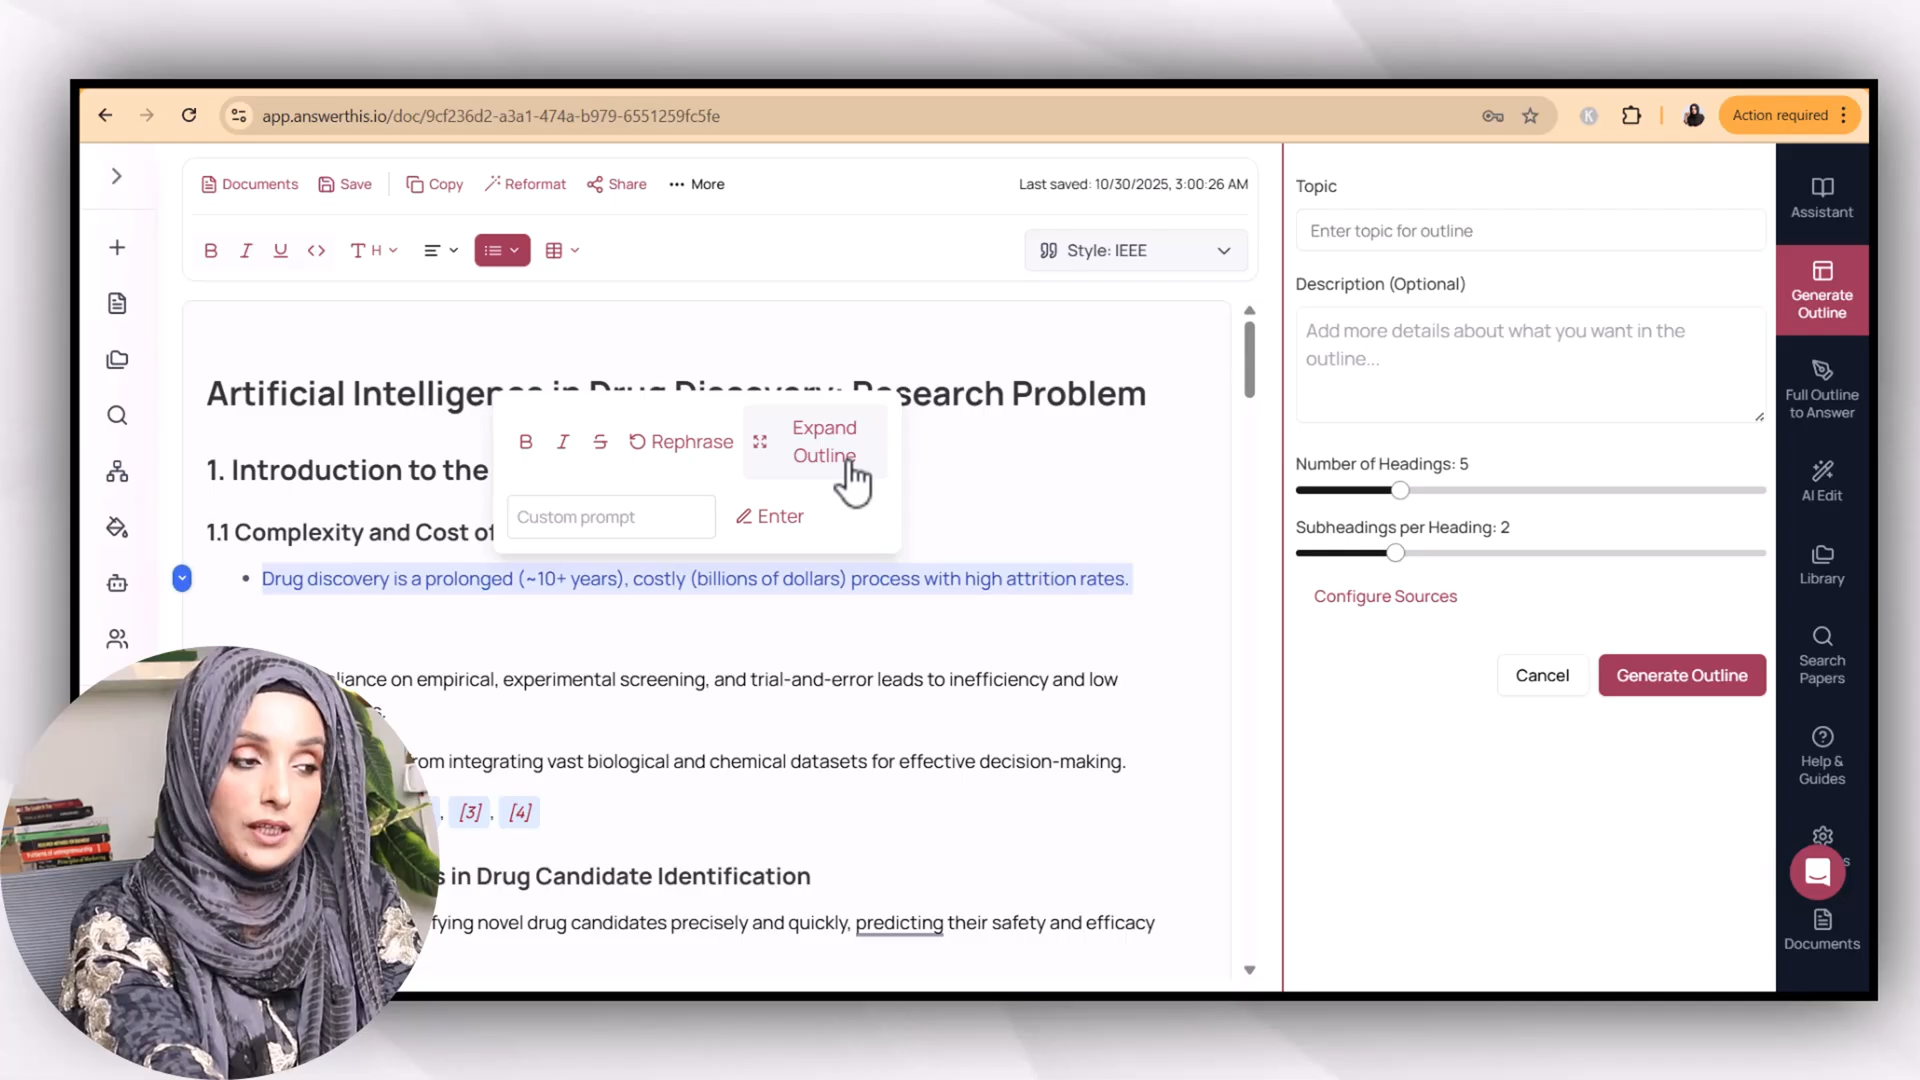 app.answerthis.io/doc/9cf236d2-a3a1-474a-b979-6551259fc5fe
K
Action required
Documents
Save
Copy
Reformat
Share
More
Last saved: 10/30/2025, 3:00:26 AM
B I U <> T H
Style: IEEE
Artificial Intelligence in Drug Discovery: Research Problem
B I S Rephrase
Expand
Outline
1. Introduction to the
Custom prompt
Enter
1.1 Complexity and Cost of
• Drug discovery is a prolonged (~10+ years), costly (billions of dollars) process with high attrition rates.
on empirical, experimental screening, and trial-and-error leads to inefficiency and low
from integrating vast biological and chemical datasets for effective decision-making.
, [3] , [4]
in Drug Candidate Identification
novel drug candidates precisely and quickly, predicting their safety and efficacy
Topic
Enter topic for outline
Description (Optional)
Add more details about what you want in the
outline...
Number of Headings: 5
Subheadings per Heading: 2
Configure Sources
Cancel
Generate Outline
Assistant
Generate
Outline
Full Outline
to Answer
AI Edit
Library
Search
Papers
Help &
Guides
Documents